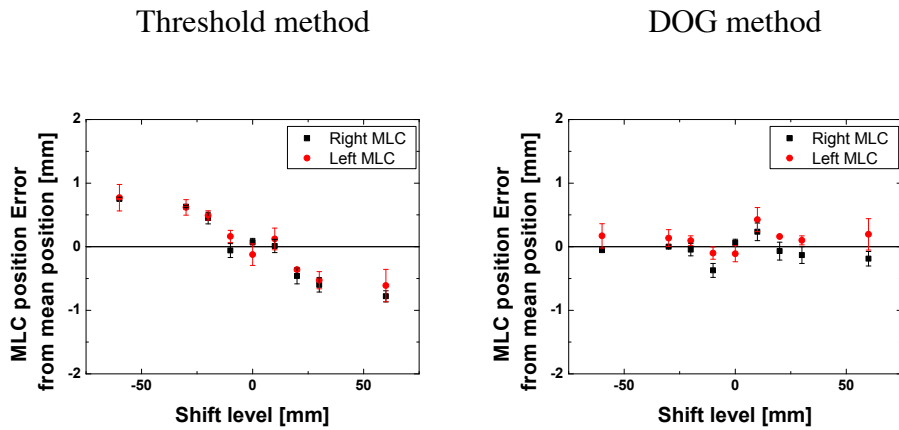 Threshold method
DOG method
MLC position Error
from mean position [mm]
2
1
0
-1
-2
-50
0
50
Shift level [mm]
Right MLC
Left MLC
MLC position Error
from mean position [mm]
2
1
0
-1
-2
-50
0
50
Shift level [mm]
Right MLC
Left MLC